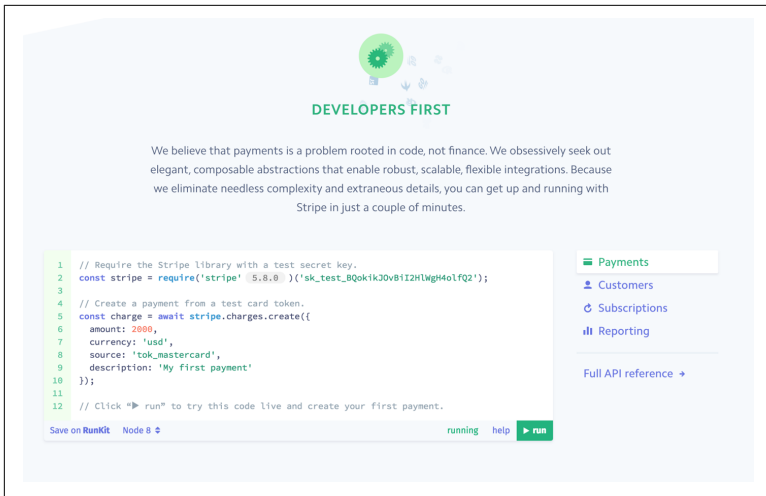 DEVELOPERS FIRST
We believe that payments is a problem rooted in code, not finance. We obsessively seek out
elegant, composable abstractions that enable robust, scalable, flexible integrations. Because
we eliminate needless complexity and extraneous details, you can get up and running with
Stripe in just a couple of minutes.
1 // Require the Stripe library with a test secret key.
2 const stripe = require('stripe' 5.8.0 )('sk_test_BQokikJOvBiI2HlWgH4olfQ2');
3
4 // Create a payment from a test card token.
5 const charge = await stripe.charges.create({
6 amount: 2000,
7 currency: 'usd',
8 source: 'tok_mastercard',
9 description: 'My first payment'
10 });
11
12 // Click “▶ run” to try this code live and create your first payment.
Save on RunKit Node 8 running help ▶ run
Payments
Customers
Subscriptions
Reporting
Full API reference →